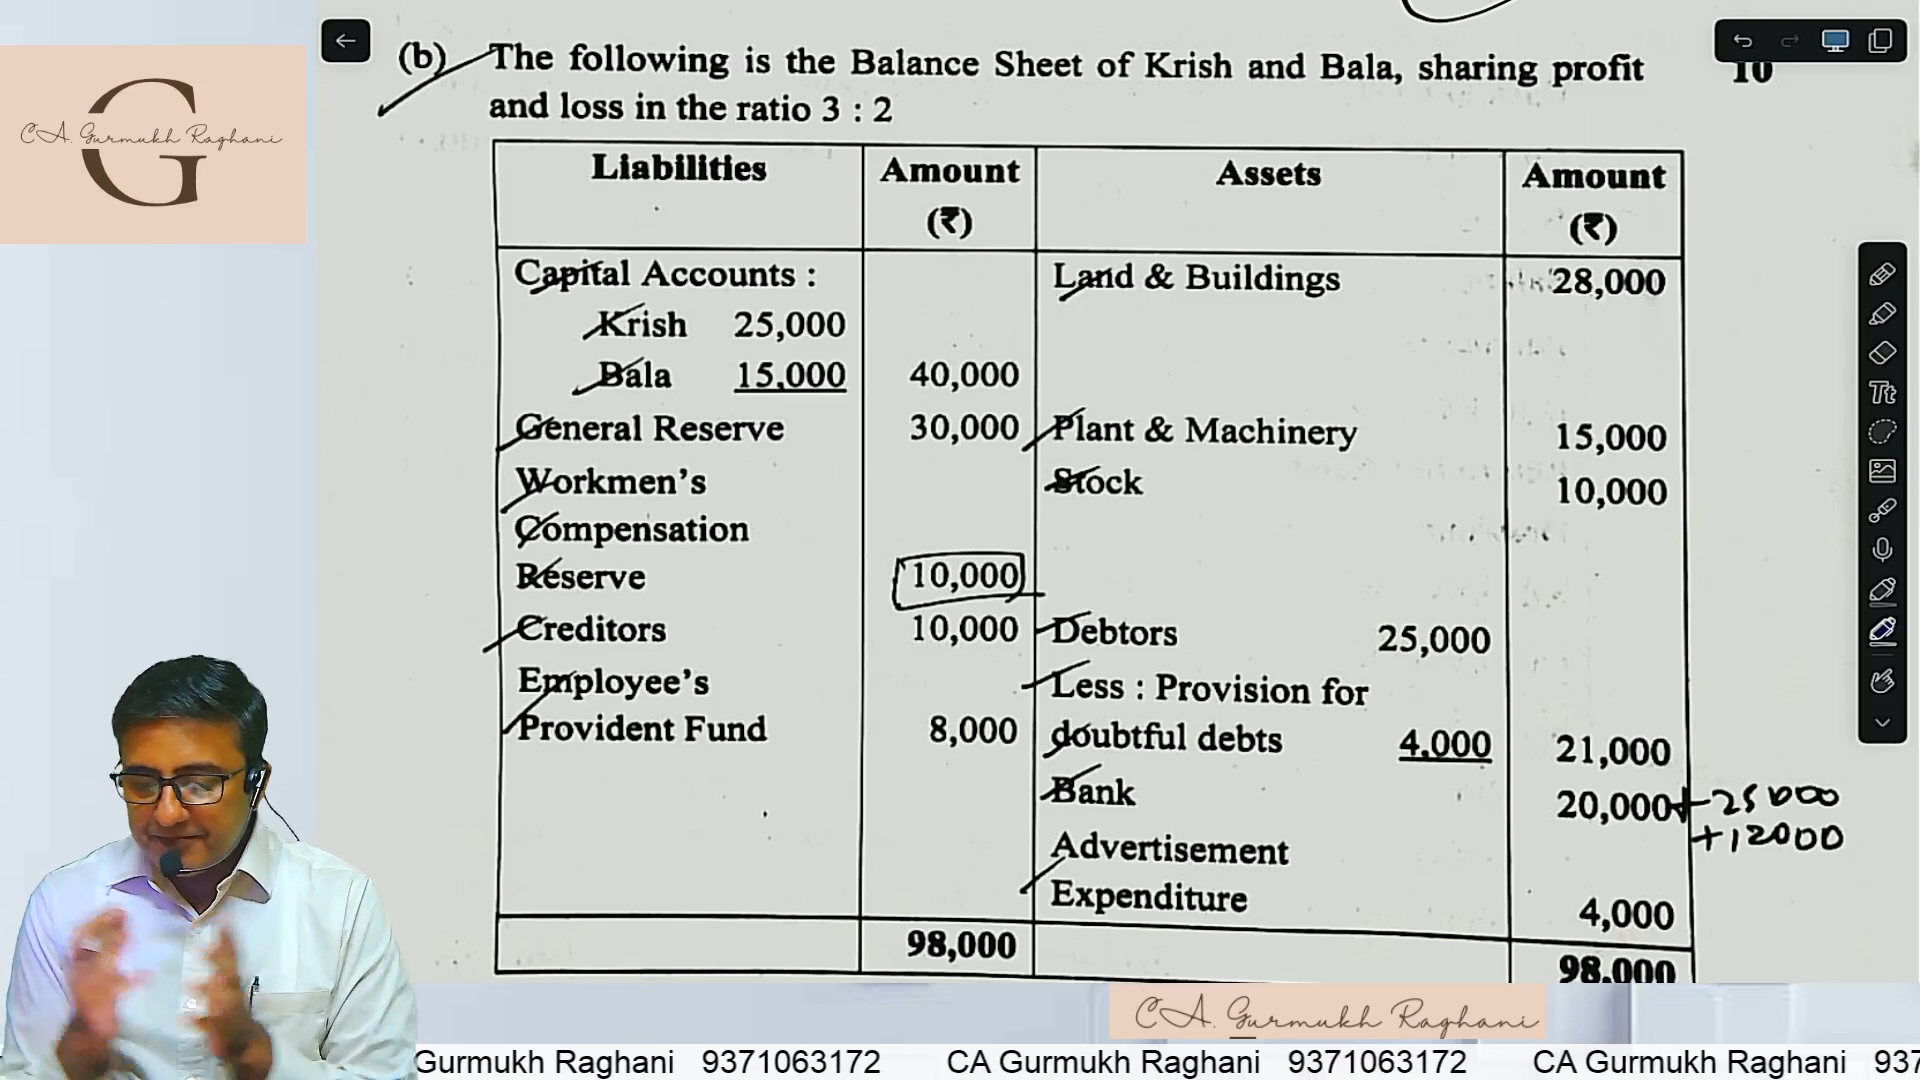 (b) The following is the Balance Sheet of Krish and Bala, sharing profit 10
and loss in the ratio 3 : 2
CA. Gurmukh Raghani
G
Liabilities Amount (₹) Assets Amount (₹)
Capital Accounts : Land & Buildings 28,000
Krish 25,000
Bala 15,000 40,000
General Reserve 30,000 Plant & Machinery 15,000
Workmen's Stock 10,000
Compensation
Reserve 10,000
Creditors 10,000 Debtors 25,000
Employee's Less : Provision for
Provident Fund 8,000 doubtful debts 4,000 21,000
Bank 20,000 +25000
+12000
Advertisement
Expenditure 4,000
98,000 98,000
CA. Gurmukh Raghani
Gurmukh Raghani 9371063172 CA Gurmukh Raghani 9371063172 CA Gurmukh Raghani 937
Tt